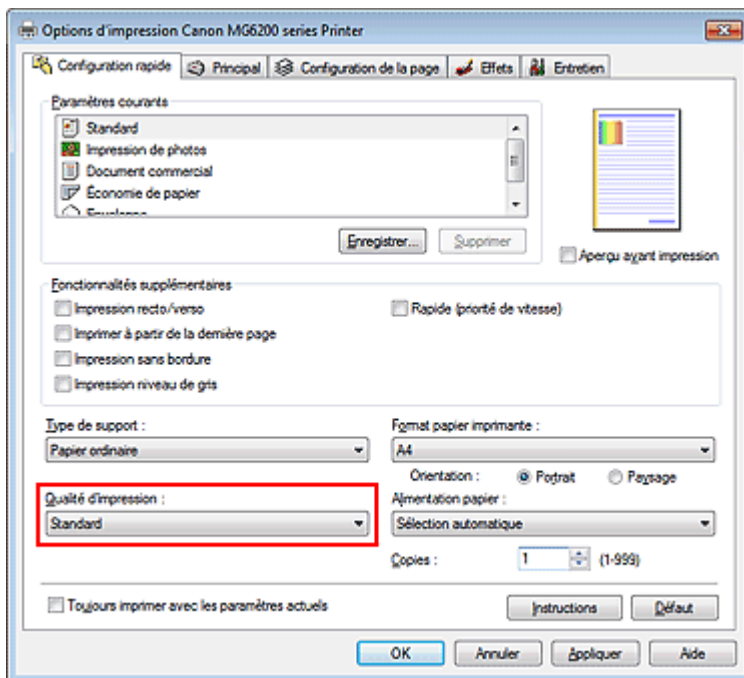 Options d'impression Canon MG6200 series Printer
Configuration rapide Principal Configuration de la page Effets Entretien
Paramètres courants
Standard
Impression de photos
Document commercial
Économie de papier
Enregistrer... Supprimer
Aperçu avant impression
Fonctionnalités supplémentaires
Impression recto/verso Rapide (priorité de vitesse)
Imprimer à partir de la dernière page
Impression sans bordure
Impression niveau de gris
Type de support : Format papier imprimante :
Papier ordinaire A4
Orientation : Portrait Paysage
Qualité d'impression : Alimentation papier :
Standard Sélection automatique
Copies : 1 (1-999)
Toujours imprimer avec les paramètres actuels Instructions Défaut
OK Annuler Appliquer Aide